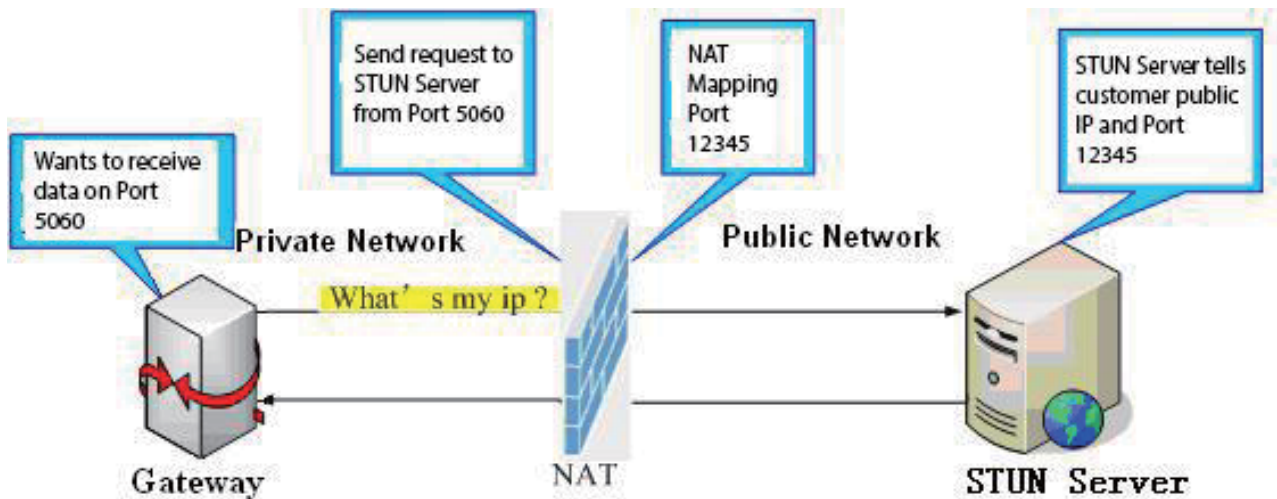 Send request to
STUN Server
from Port 5060
NAT
Mapping
Port
12345
STUN Server tells
customer public
IP and Port
12345
Wants to receive
data on Port
5060
Private Network
Public Network
What's my ip ?
Gateway
NAT
STUN Server